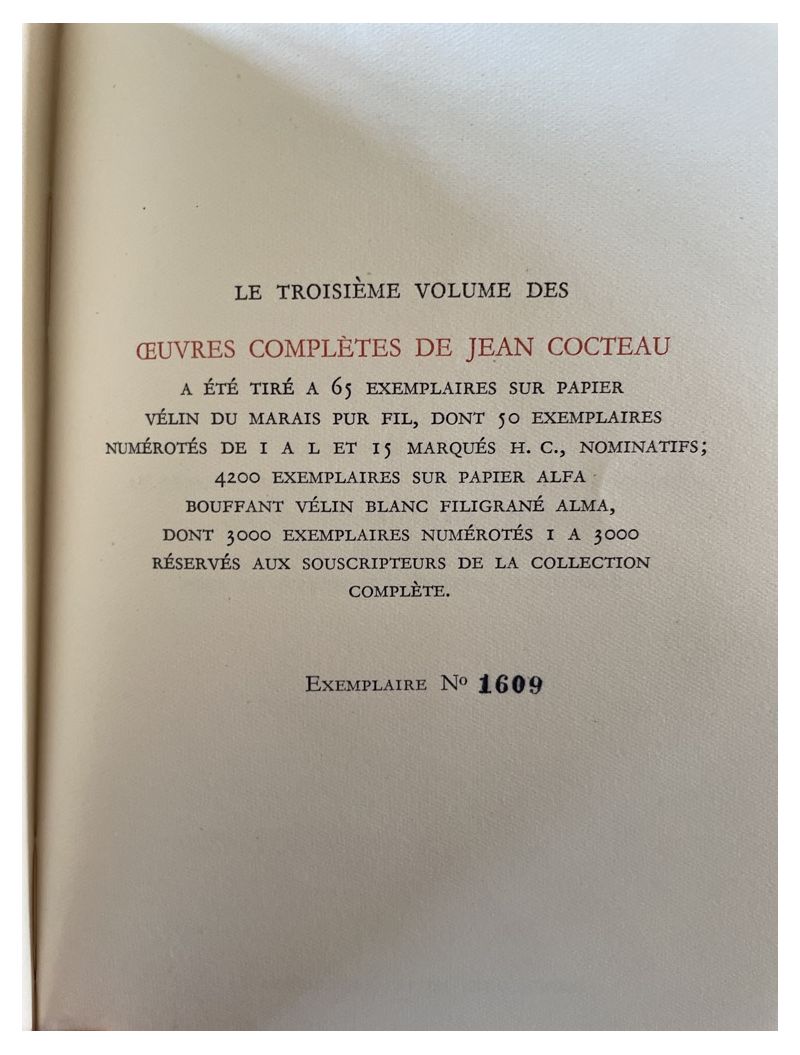 LE TROISIÈME VOLUME DES
ŒUVRES COMPLÈTES DE JEAN COCTEAU
A ÉTÉ TIRÉ A 65 EXEMPLAIRES SUR PAPIER
VÉLIN DU MARAIS PUR FIL, DONT 50 EXEMPLAIRES
NUMÉROTÉS DE I A L ET 15 MARQUÉS H. C., NOMINATIFS;
4200 EXEMPLAIRES SUR PAPIER ALFA
BOUFFANT VÉLIN BLANC FILIGRANÉ ALMA,
DONT 3000 EXEMPLAIRES NUMÉROTÉS 1 A 3000
RÉSERVÉS AUX SOUSCRIPTEURS DE LA COLLECTION
COMPLÈTE.
EXEMPLAIRE Nº 1609